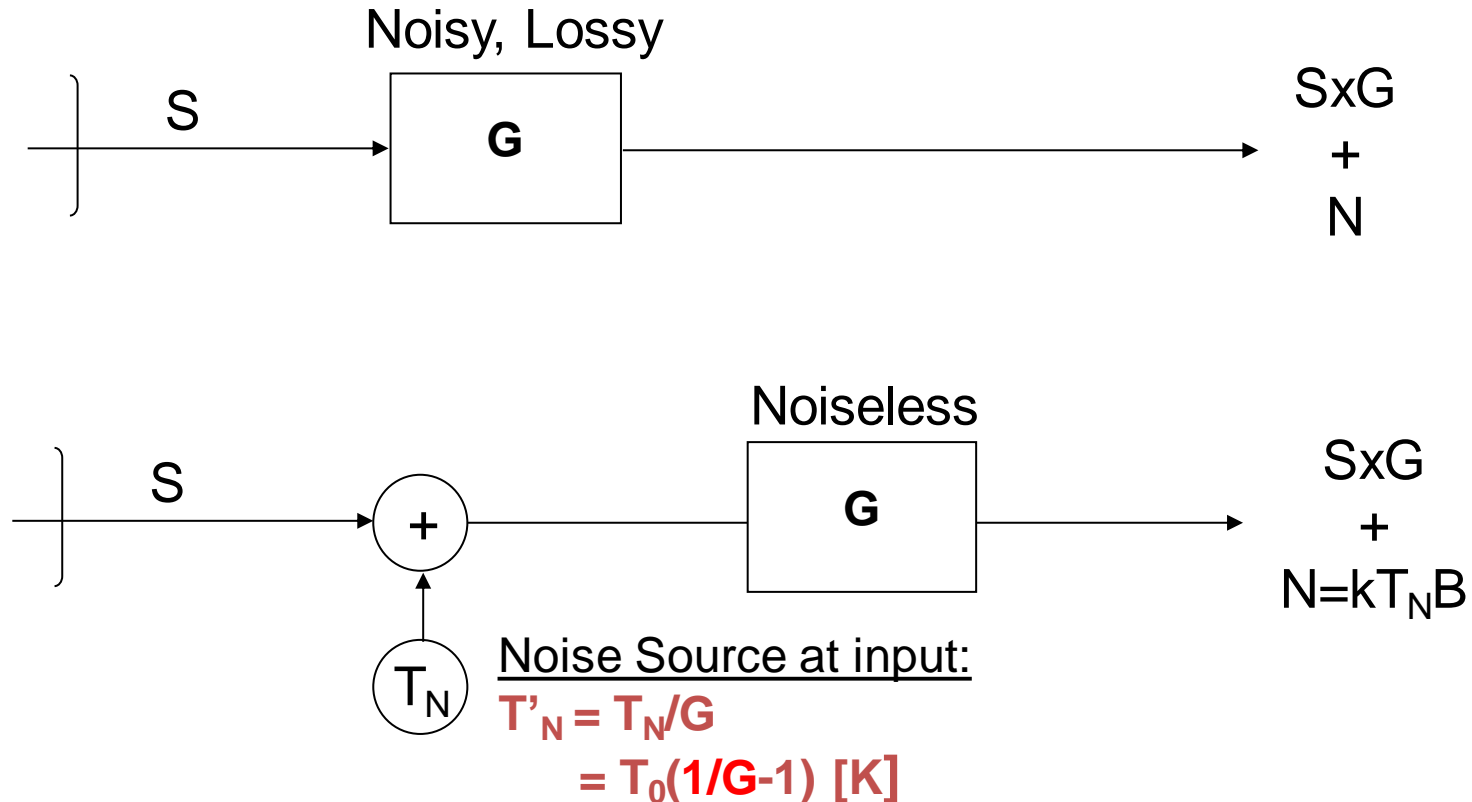 Noisy, Lossy
S
G
SxG
+
N
Noiseless
S
+
G
SxG
+
N=kTNB
TN
Noise Source at input:
T’N = TN/G
= T0(1/G-1) [K]